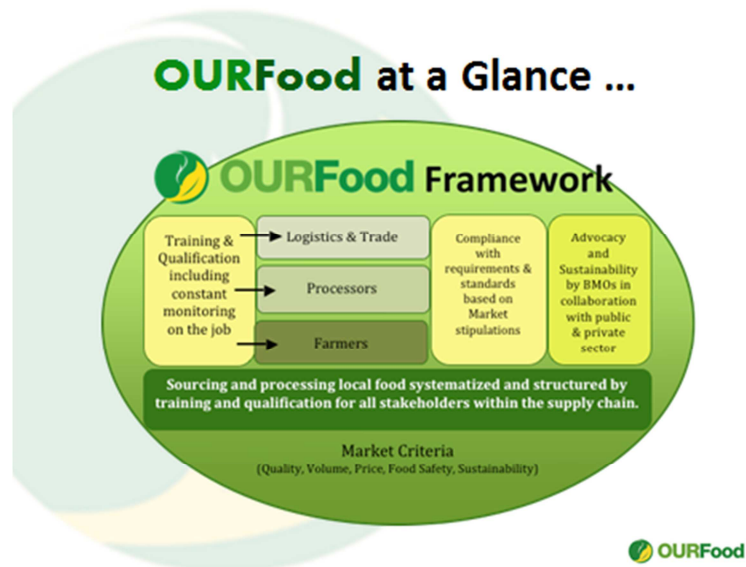 OURFood at a Glance ...
OURFood Framework
Training &
Qualification
including
constant
monitoring
on the job
Logistics & Trade
Processors
Farmers
Compliance
with
requirements &
standards
based on
Market
stipulations
Advocacy
and
Sustainability
by BMOs in
collaboration
with public
& private
sector
Sourcing and processing local food systematized and structured by
training and qualification for all stakeholders within the supply chain.
Market Criteria
(Quality, Volume, Price, Food Safety, Sustainability)
OURFood